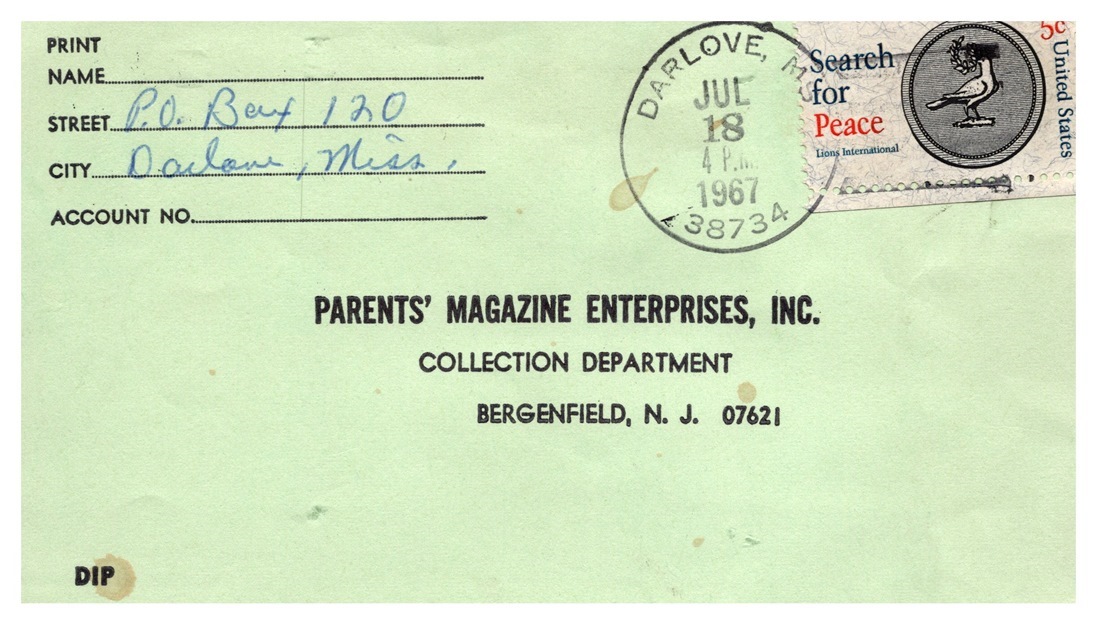 PRINT
NAME
STREET P.O. Box 120
CITY Darlove, Miss.
ACCOUNT NO.
DARLOVE, MS
JUL
18
4 P.M.
1967
38734
Search
for
Peace
Lions International
5c
United States
PARENTS' MAGAZINE ENTERPRISES, INC.
COLLECTION DEPARTMENT
BERGENFIELD, N. J. 07621
DIP